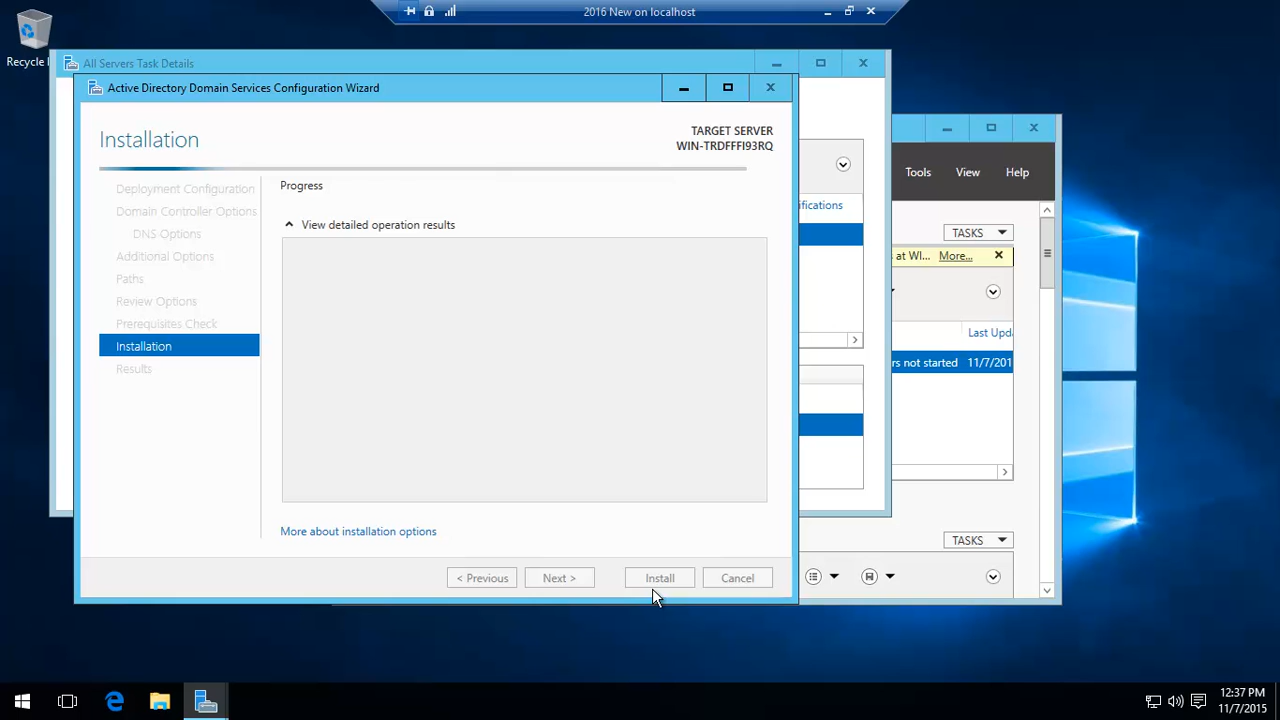 2016 New on localhost
Recycle
All Servers Task Details
Active Directory Domain Services Configuration Wizard
Installation
TARGET SERVER
WIN-TRDFFFI93RQ
Tools View Help
Deployment Configuration
Domain Controller Options
DNS Options
Additional Options
Paths
Review Options
Prerequisites Check
Installation
Results
Progress
View detailed operation results
More about installation options
< Previous
Next >
Install
Cancel
ifications
TASKS
s at WI... More...
Last Upda
rs not started 11/7/201
TASKS
12:37 PM
11/7/2015